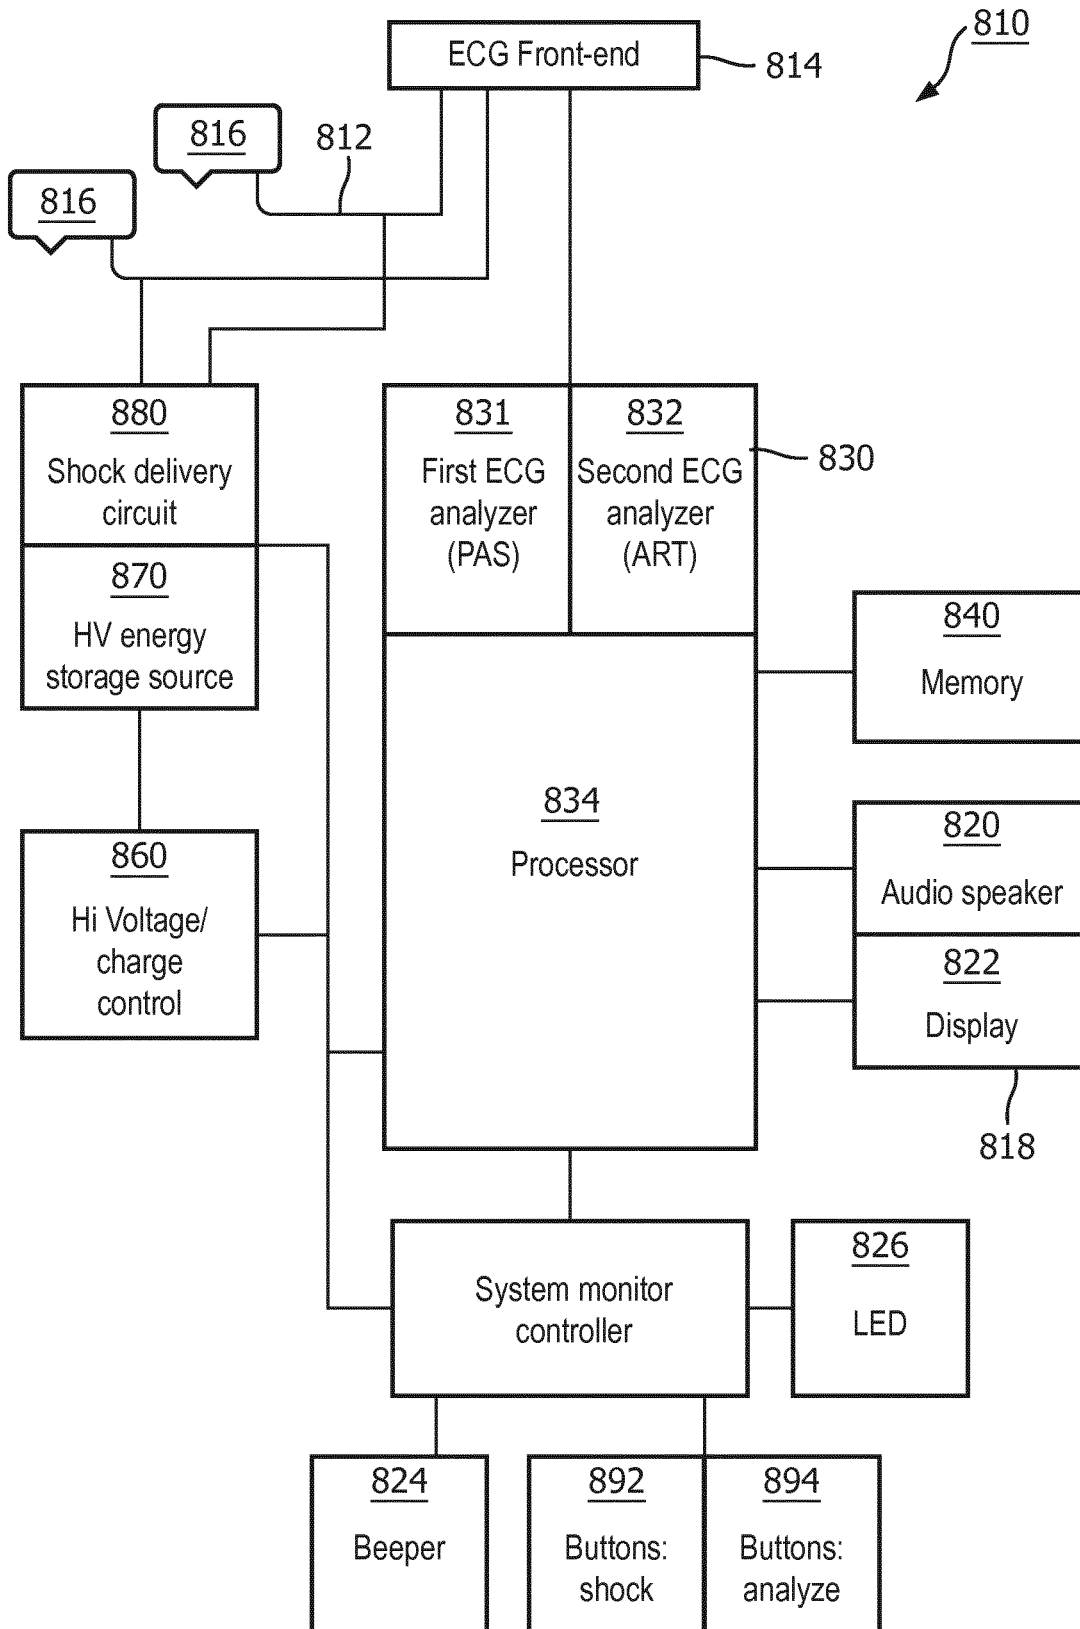 810
ECG Front-end
814
816
812
816
880
Shock delivery
circuit
831
First ECG
analyzer
(PAS)
832
Second ECG
analyzer
(ART)
830
870
HV energy
storage source
840
Memory
834
Processor
820
Audio speaker
860
Hi Voltage/
charge
control
822
Display
818
System monitor
controller
826
LED
824
Beeper
892
Buttons:
shock
894
Buttons:
analyze